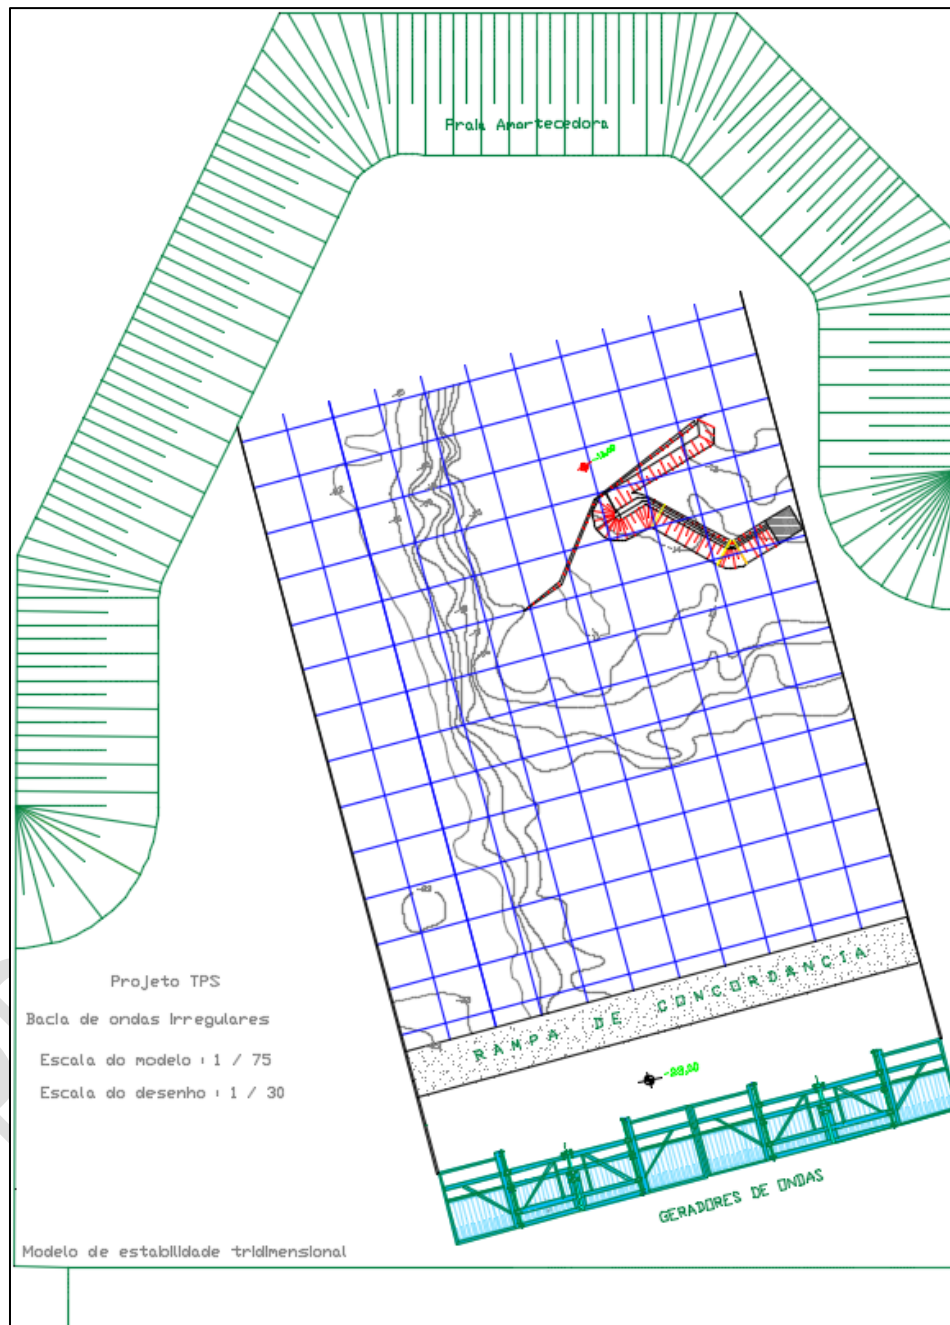 Praia Amortecedora
RAMPA DE CONCORDANCIA
GERADORES DE ONDAS
Projeto TPS
Bacia de ondas Irregulares
Escala do modelo : 1 / 75
Escala do desenho : 1 / 30
Modelo de estabilidade tridimensional